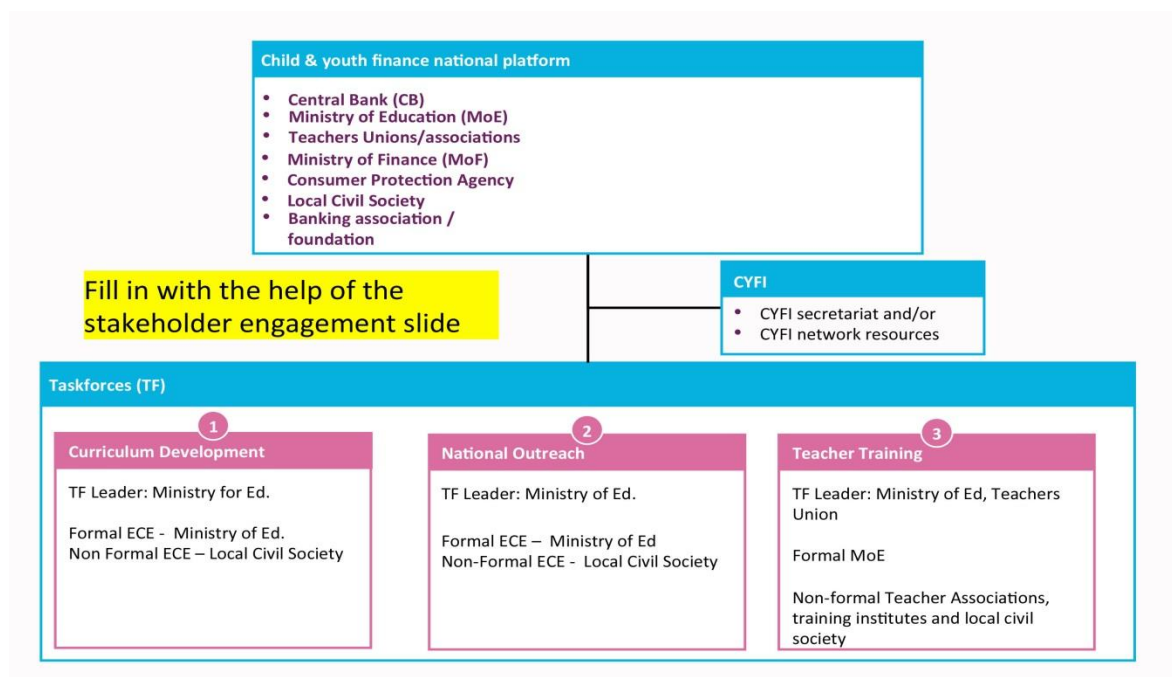 Child & youth finance national platform
• Central Bank (CB)
• Ministry of Education (MoE)
• Teachers Unions/associations
• Ministry of Finance (MoF)
• Consumer Protection Agency
• Local Civil Society
• Banking association /
foundation
Fill in with the help of the
stakeholder engagement slide
CYFI
• CYFI secretariat and/or
• CYFI network resources
Taskforces (TF)
1
Curriculum Development
TF Leader: Ministry for Ed.
Formal ECE - Ministry of Ed.
Non Formal ECE – Local Civil Society
2
National Outreach
TF Leader: Ministry of Ed.
Formal ECE – Ministry of Ed
Non-Formal ECE - Local Civil Society
3
Teacher Training
TF Leader: Ministry of Ed, Teachers
Union
Formal MoE
Non-formal Teacher Associations,
training institutes and local civil
society